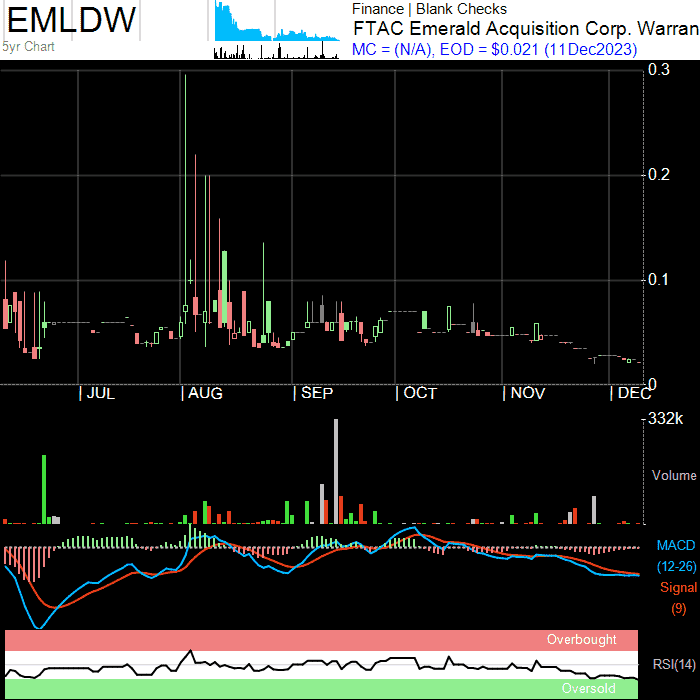 EMLDW
5yr Chart
Finance | Blank Checks
FTAC Emerald Acquisition Corp. Warran
MC = (N/A), EOD = $0.021 (11Dec2023)
0.3
0.2
0.1
0
| JUL | AUG | SEP | OCT | NOV | DEC
332k
Volume
MACD
(12-26)
Signal
(9)
Overbought
RSI(14)
Oversold